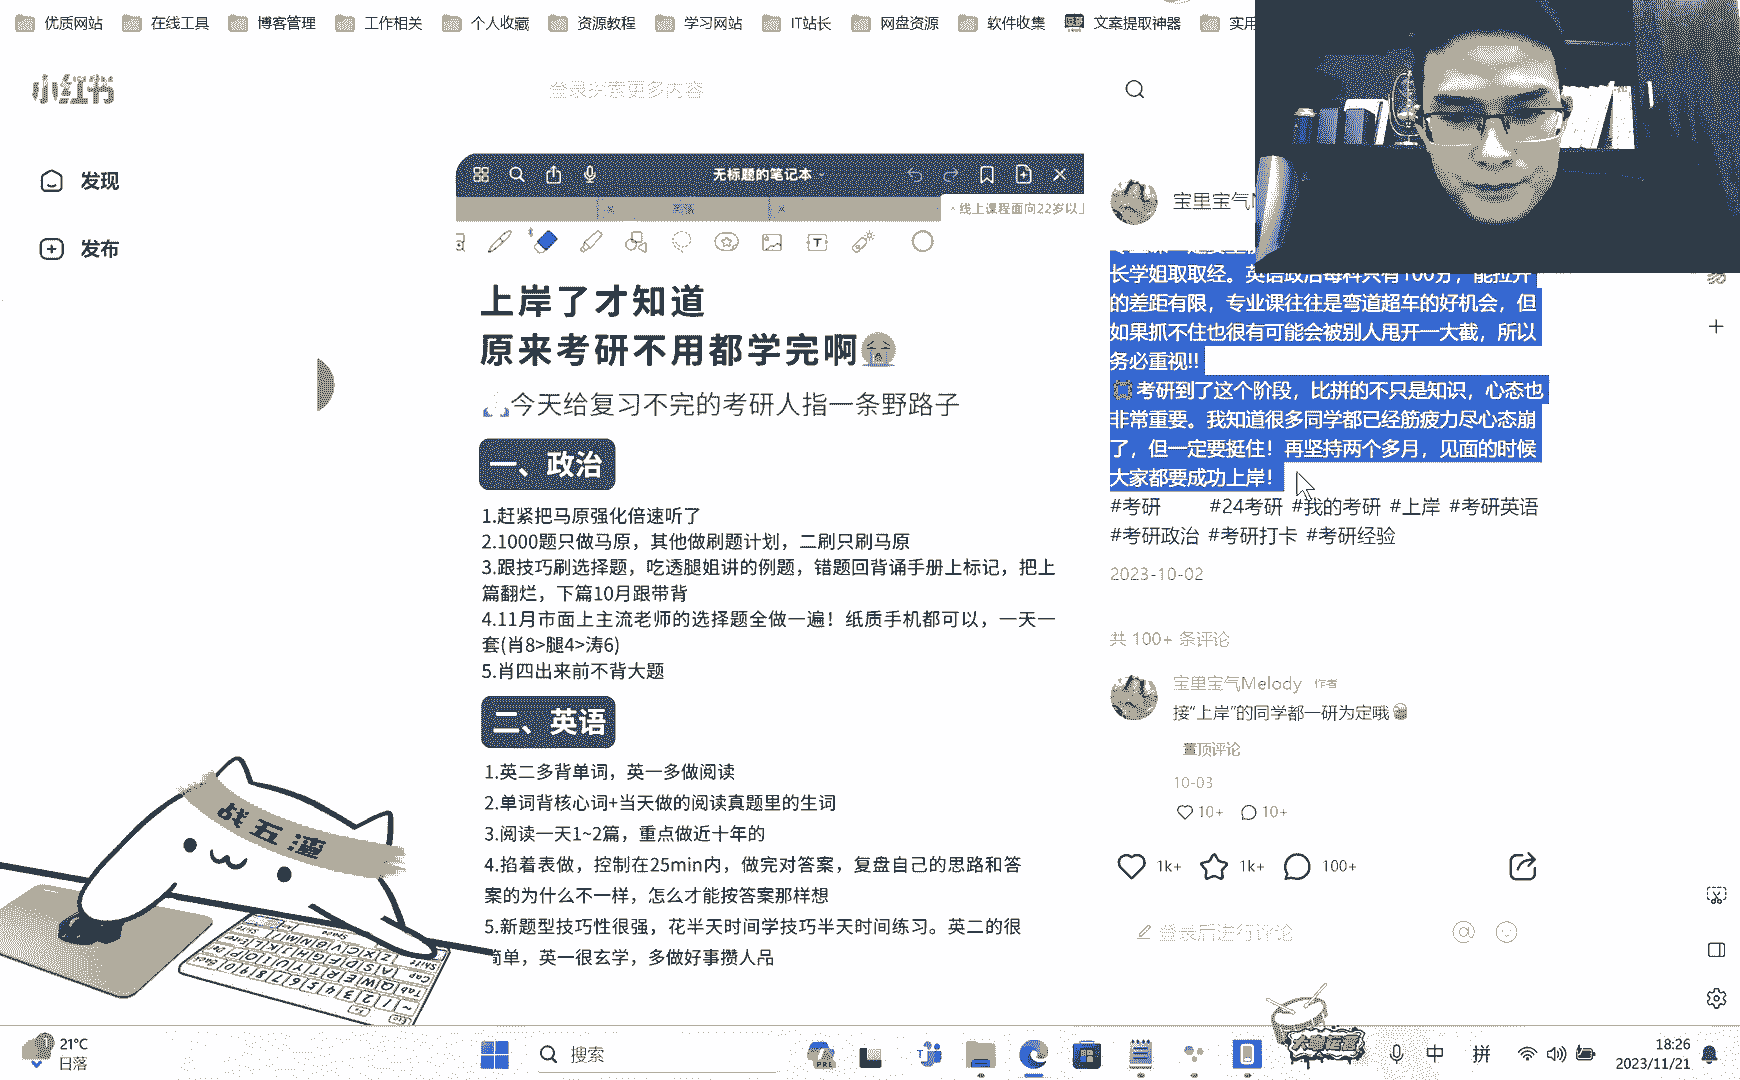 优质网站 在线工具 博客管理 工作相关 个人收藏 资源教程 学习网站 IT站长 网盘资源 软件收集 文案提取神器 实用
小红书
登录探索更多内容
发现
发布
无标题的笔记本
线上课程面向22岁以
上岸了才知道
原来考研不用都学完啊
今天给复习不完的考研人指一条野路子
一、政治
1.赶紧把马原强化倍速听了
2.1000题只做马原，其他做刷题计划，二刷只刷马原
3.跟技巧刷选择题，吃透腿姐讲的例题，错题回背诵手册上标记，把上
篇翻烂，下篇10月跟带背
4.11月市面上主流老师的选择题全做一遍！纸质手机都可以，一天一
套(肖8>腿4>涛6)
5.肖四出来前不背大题
二、英语
1.英二多背单词，英一多做阅读
2.单词背核心词+当天做的阅读真题里的生词
3.阅读一天1~2篇，重点做近十年的
4.掐着表做，控制在25min内，做完对答案，复盘自己的思路和答
案的为什么不一样，怎么才能按答案那样想
5.新题型技巧性很强，花半天时间学技巧半天时间练习。英二的很
简单，英一很玄学，多做好事攒人品
宝里宝气
长学姐取取经。英语政治每科只有100分，能拉开
的差距有限，专业课往往是弯道超车的好机会，但
如果抓不住也很有可能会被别人甩开一大截，所以
务必重视!!
考研到了这个阶段，比拼的不只是知识，心态也
非常重要。我知道很多同学都已经筋疲力尽心态崩
了，但一定要挺住！再坚持两个多月，见面的时候
大家都要成功上岸！
#考研 #24考研 #我的考研 #上岸 #考研英语
#考研政治 #考研打卡 #考研经验
2023-10-02
共 100+ 条评论
宝里宝气Melody 作者
接“上岸”的同学都一研为定哦
置顶评论
10-03
10+ 10+
1k+ 1k+ 100+
登录后进行评论
战五渣
21°C
日落
搜索
中 拼
18:26
2023/11/21